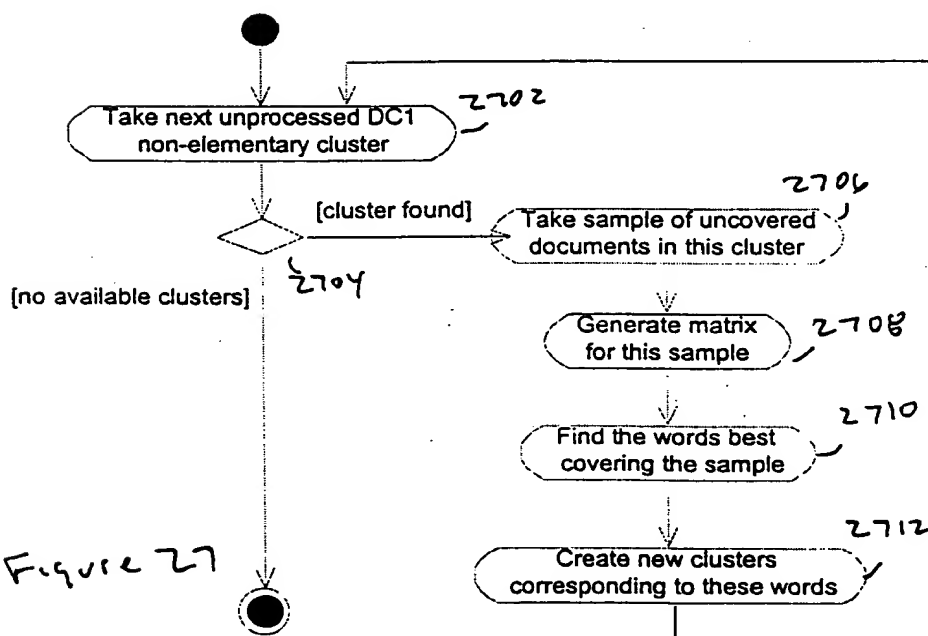 2702
Take next unprocessed DC1
non-elementary cluster
2706
[cluster found]
Take sample of uncovered
documents in this cluster
2704
[no available clusters]
Generate matrix
for this sample
2708
2710
Find the words best
covering the sample
2712
Create new clusters
corresponding to these words
Figure 27